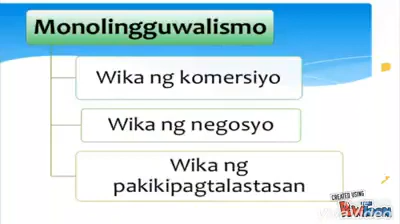 Monolingguwalismo
Wika ng komersiyo
Wika ng negosyo
Wika ng
pakikipagtalastasan
CREATED USING